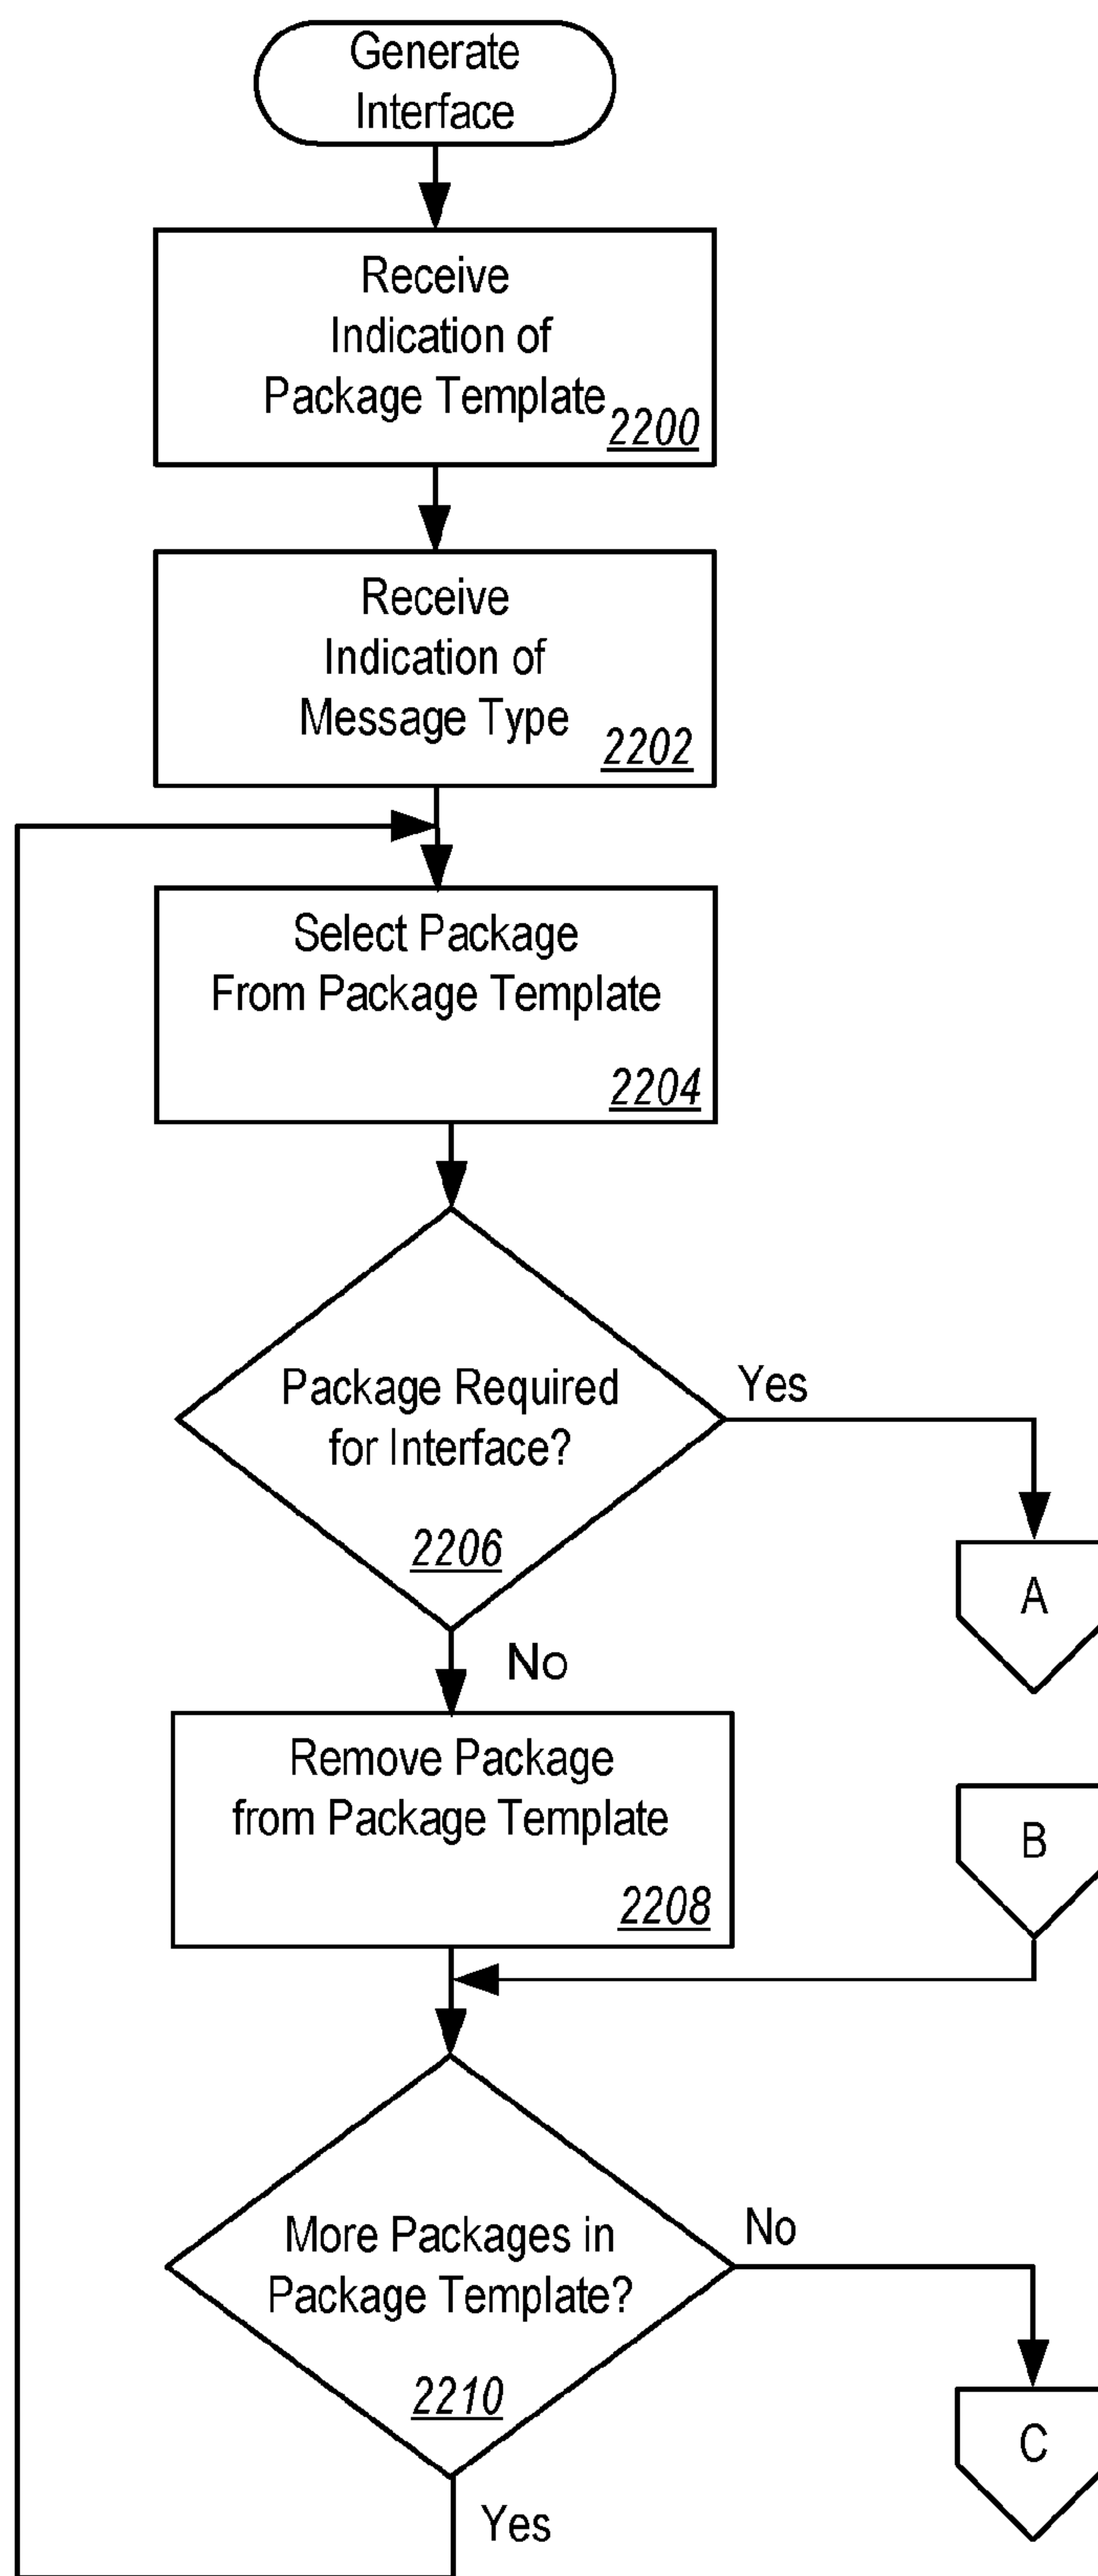 Generate
Interface
Receive
Indication of
Package Template
2200
Receive
Indication of
Message Type
2202
Select Package
From Package Template
2204
Package Required
for Interface?
2206
Yes
A
No
Remove Package
from Package Template
2208
B
More Packages in
Package Template?
2210
No
C
Yes